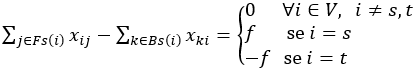 ∑j∈Fs(i) xij − ∑k∈Bs(i) xki = {0 ∀i ∈ V, i ≠ s, t
f se i = s
−f se i = t